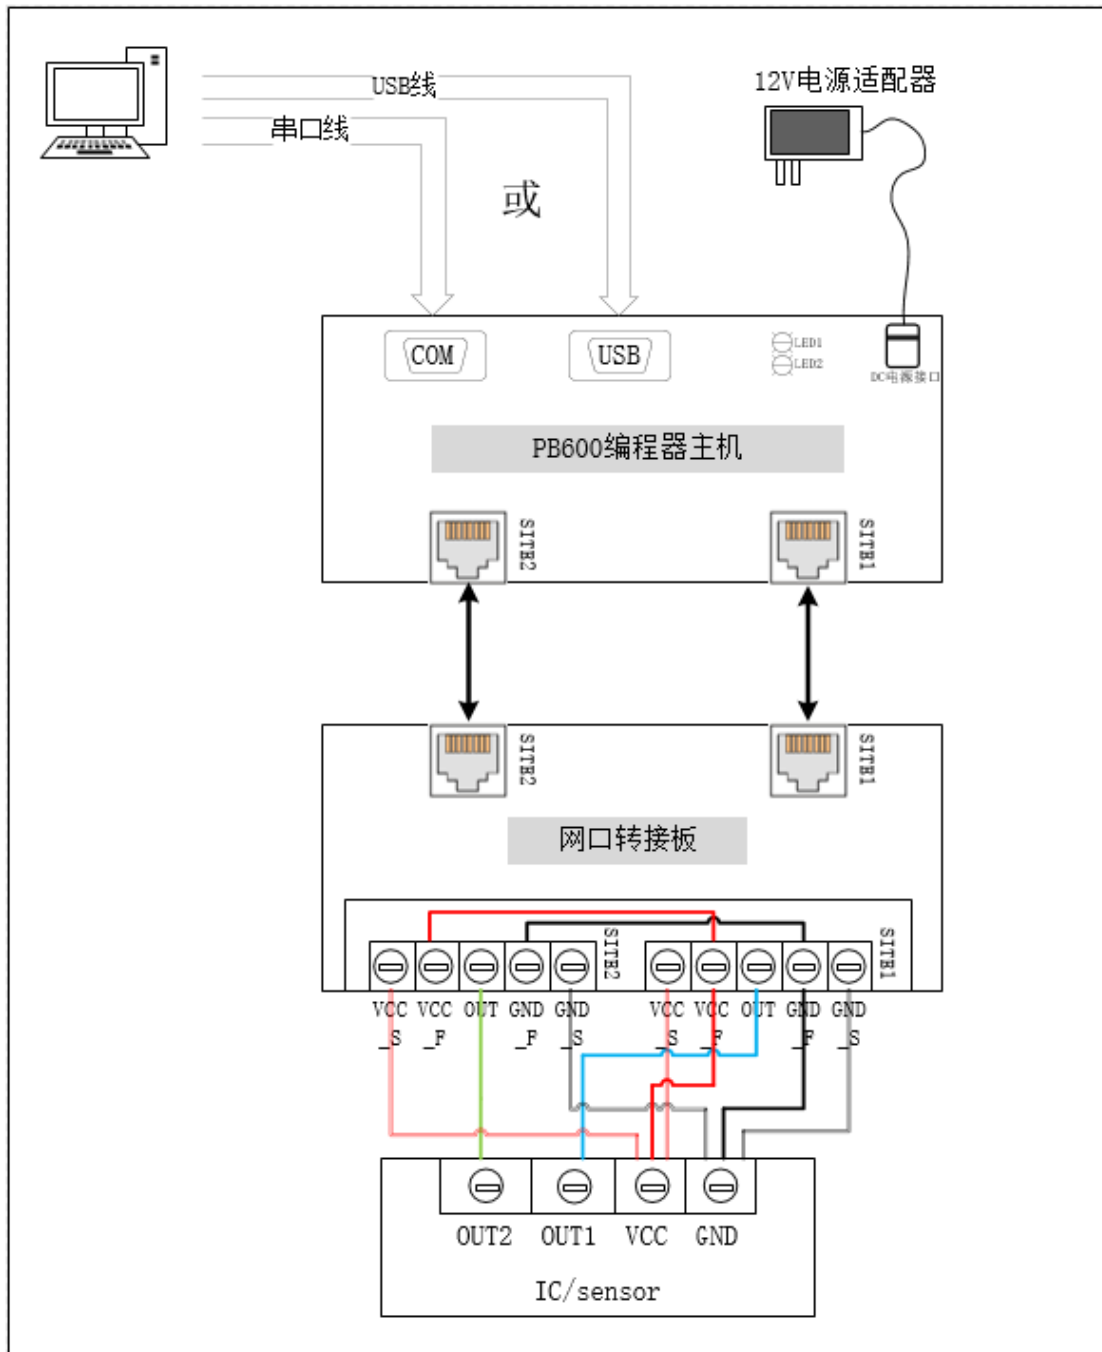 USB线
12V电源适配器
串口线
或
COM
USB
LED1
LED2
DC电源接口
PB600编程器主机
SITE2
SITE1
SITE2
SITE1
网口转接板
SITE2
SITE1
VCC VCC OUT GND GND VCC VCC OUT GND GND
_S _F _F _S _S _F _F _S
OUT2 OUT1 VCC GND
IC/sensor